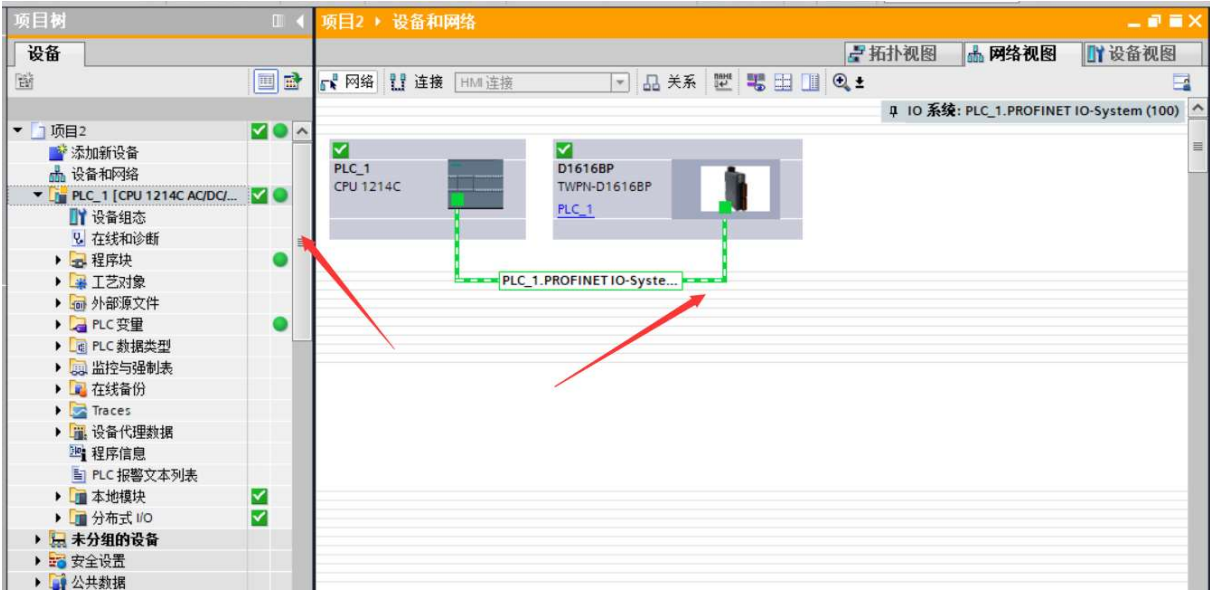 项目树
项目2 ▸ 设备和网络
设备
拓扑视图 网络视图 设备视图
网络 连接 HMI 连接 关系
IO 系统: PLC_1.PROFINET IO-System (100)
项目2
添加新设备
设备和网络
PLC_1 [CPU 1214C AC/DC/...
设备组态
在线和诊断
程序块
工艺对象
外部源文件
PLC 变量
PLC 数据类型
监控与强制表
在线备份
Traces
设备代理数据
程序信息
PLC 报警文本列表
本地模块
分布式 I/O
未分组的设备
安全设置
公共数据
PLC_1
CPU 1214C
D1616BP
TWPN-D1616BP
PLC_1
PLC_1.PROFINET IO-Syste...